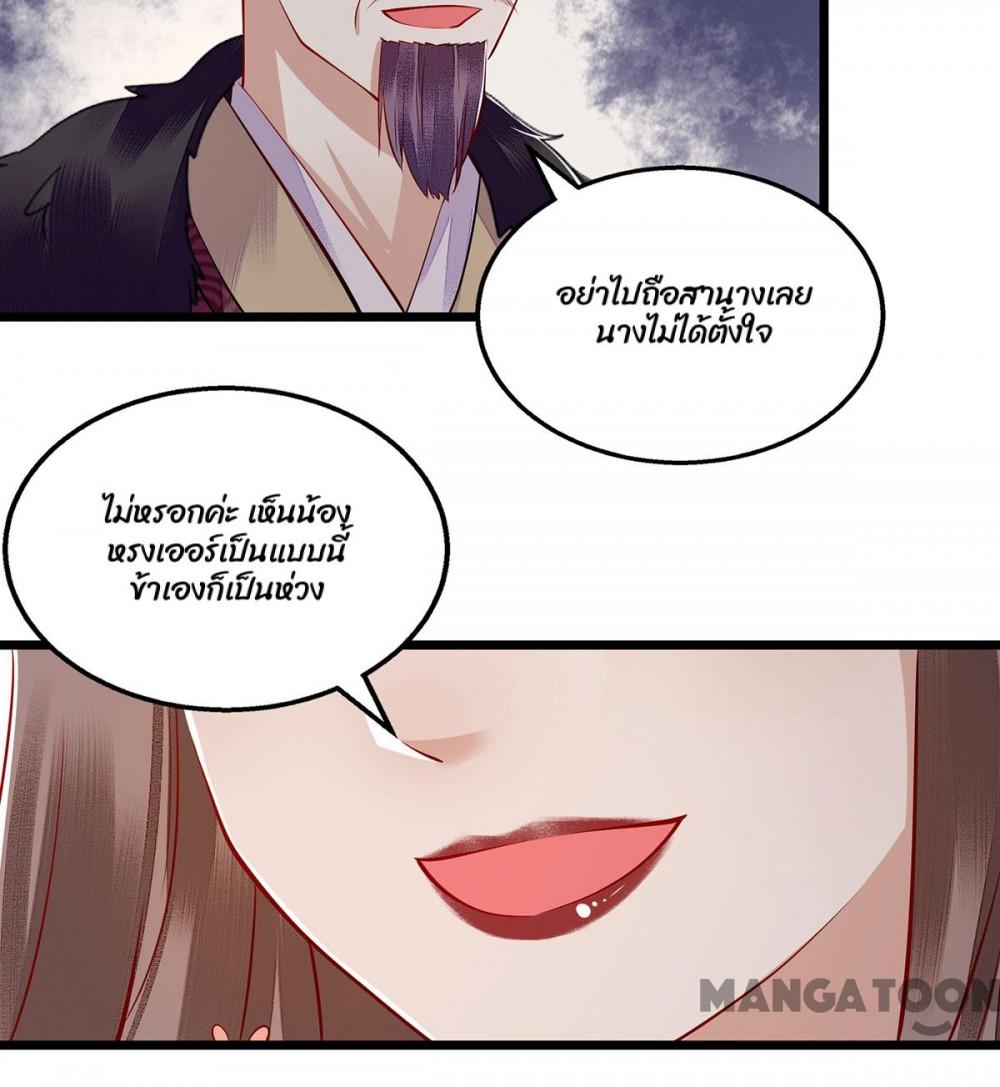 อย่าไปถือสานางเลย
นางไม่ได้ตั้งใจ
ไม่หรอกค่ะ เห็นน้อง
หรงเออร์เป็นแบบนี้
ข้าเองก็เป็นห่วง
MANGATOON